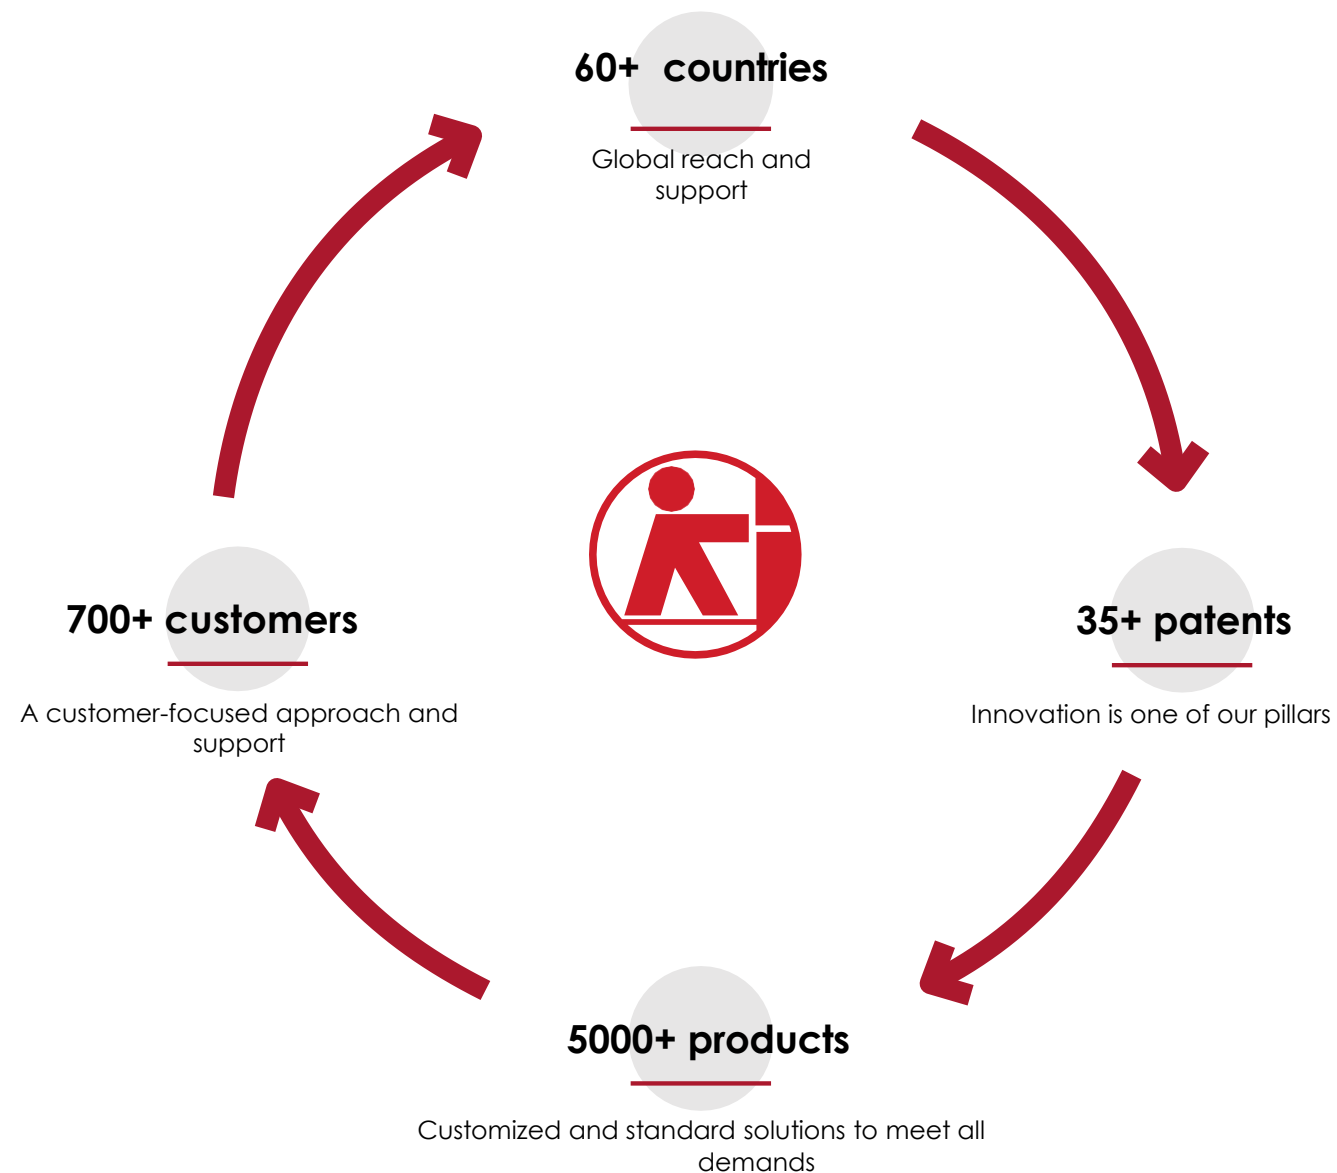 60+ countries
Global reach and
support
700+ customers
A customer-focused approach and
support
35+ patents
Innovation is one of our pillars
5000+ products
Customized and standard solutions to meet all
demands